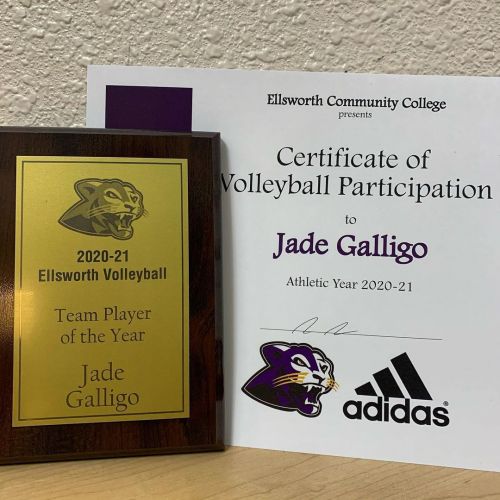 2020-21
Ellsworth Volleyball
Team Player
of the Year
Jade
Galligo
Ellsworth Community College
presents
Certificate of
Volleyball Participation
to
Jade Galligo
Athletic Year 2020-21
adidas®